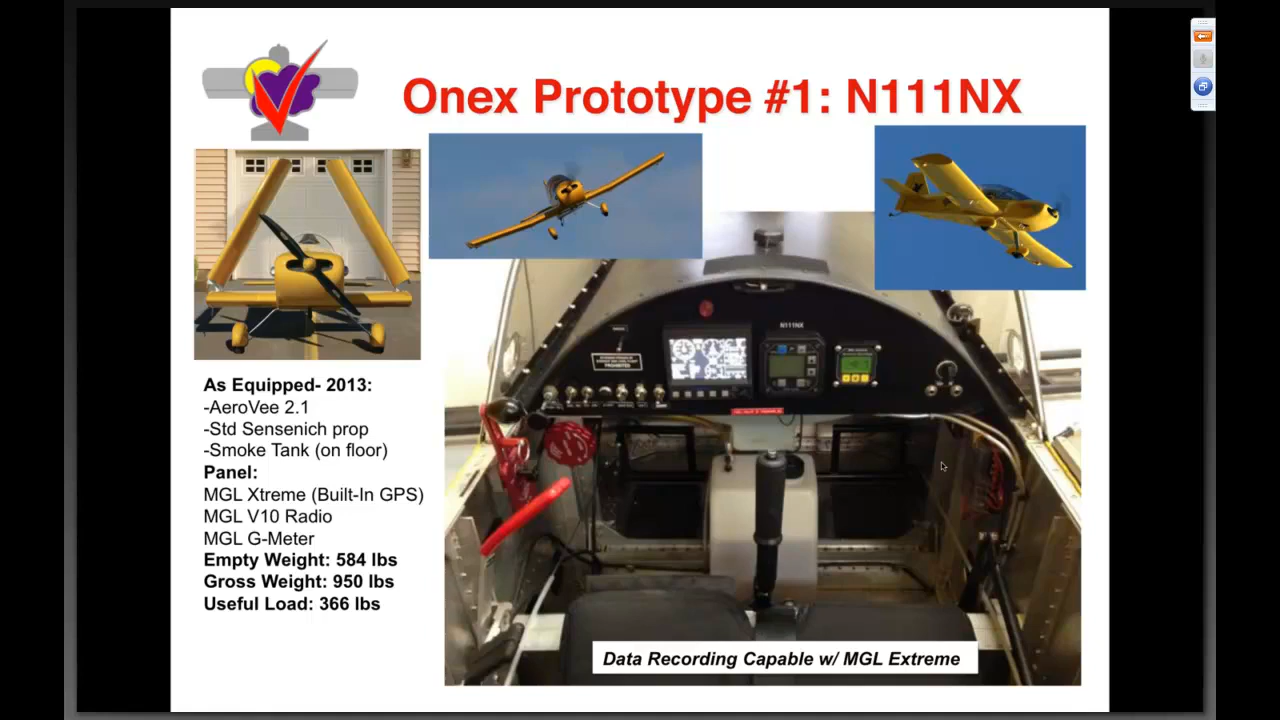 Onex Prototype #1: N111NX
N111NX
PROHIBITED
As Equipped- 2013:
-AeroVee 2.1
-Std Sensenich prop
-Smoke Tank (on floor)
Panel:
MGL Xtreme (Built-In GPS)
MGL V10 Radio
MGL G-Meter
Empty Weight: 584 lbs
Gross Weight: 950 lbs
Useful Load: 366 lbs
Data Recording Capable w/ MGL Extreme